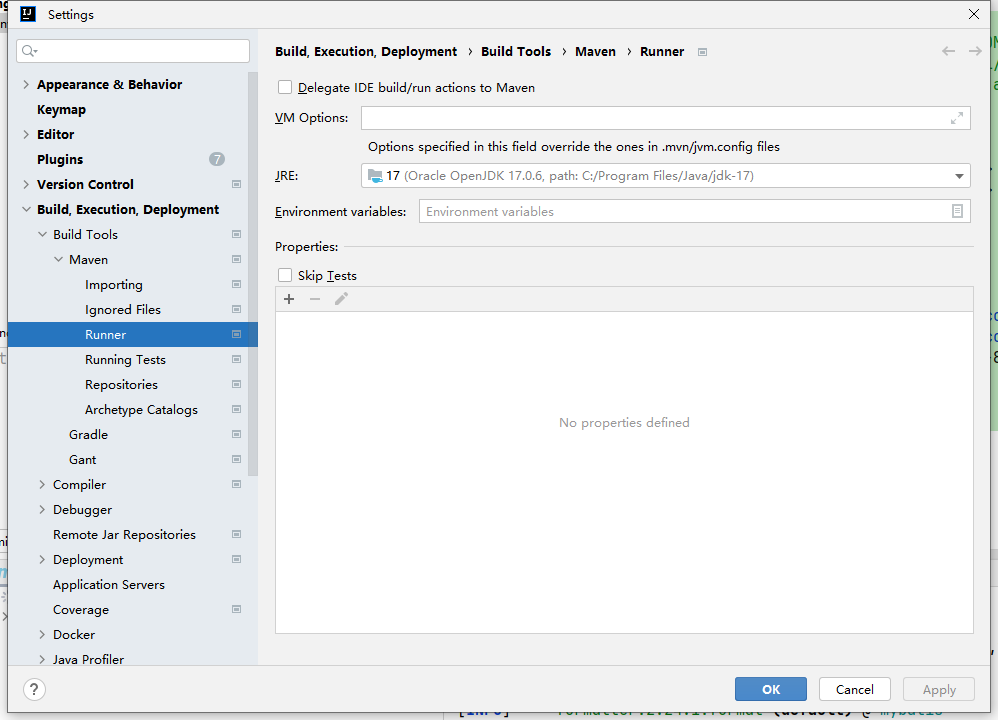 Settings
Build, Execution, Deployment › Build Tools › Maven › Runner
Appearance & Behavior
Keymap
Editor
Plugins 7
Version Control
Build, Execution, Deployment
Build Tools
Maven
Importing
Ignored Files
Runner
Running Tests
Repositories
Archetype Catalogs
Gradle
Gant
Compiler
Debugger
Remote Jar Repositories
Deployment
Application Servers
Coverage
Docker
Java Profiler
Delegate IDE build/run actions to Maven
VM Options:
Options specified in this field override the ones in .mvn/jvm.config files
JRE: 17 (Oracle OpenJDK 17.0.6, path: C:/Program Files/Java/jdk-17)
Environment variables: Environment variables
Properties:
Skip Tests
No properties defined
? OK Cancel Apply